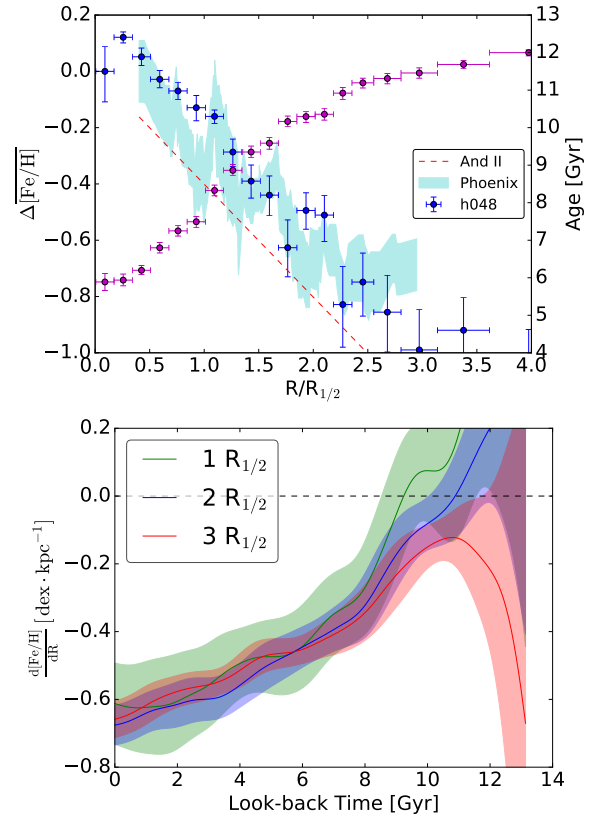 13
12
11
10
9
8
7
6
5
4
Age [Gyr]
0.0
−0.2
−0.4
−0.6
−0.8
−1.0
Δ[Fe/H]
And II
Phoenix
h048
0.0 0.5 1.0 1.5 2.0 2.5 3.0 3.5 4.0
R/R1/2
0.2
0.0
−0.2
−0.4
−0.6
−0.8
d[Fe/H]/dR [dex · kpc−1]
1 R1/2
2 R1/2
3 R1/2
0 2 4 6 8 10 12 14
Look-back Time [Gyr]